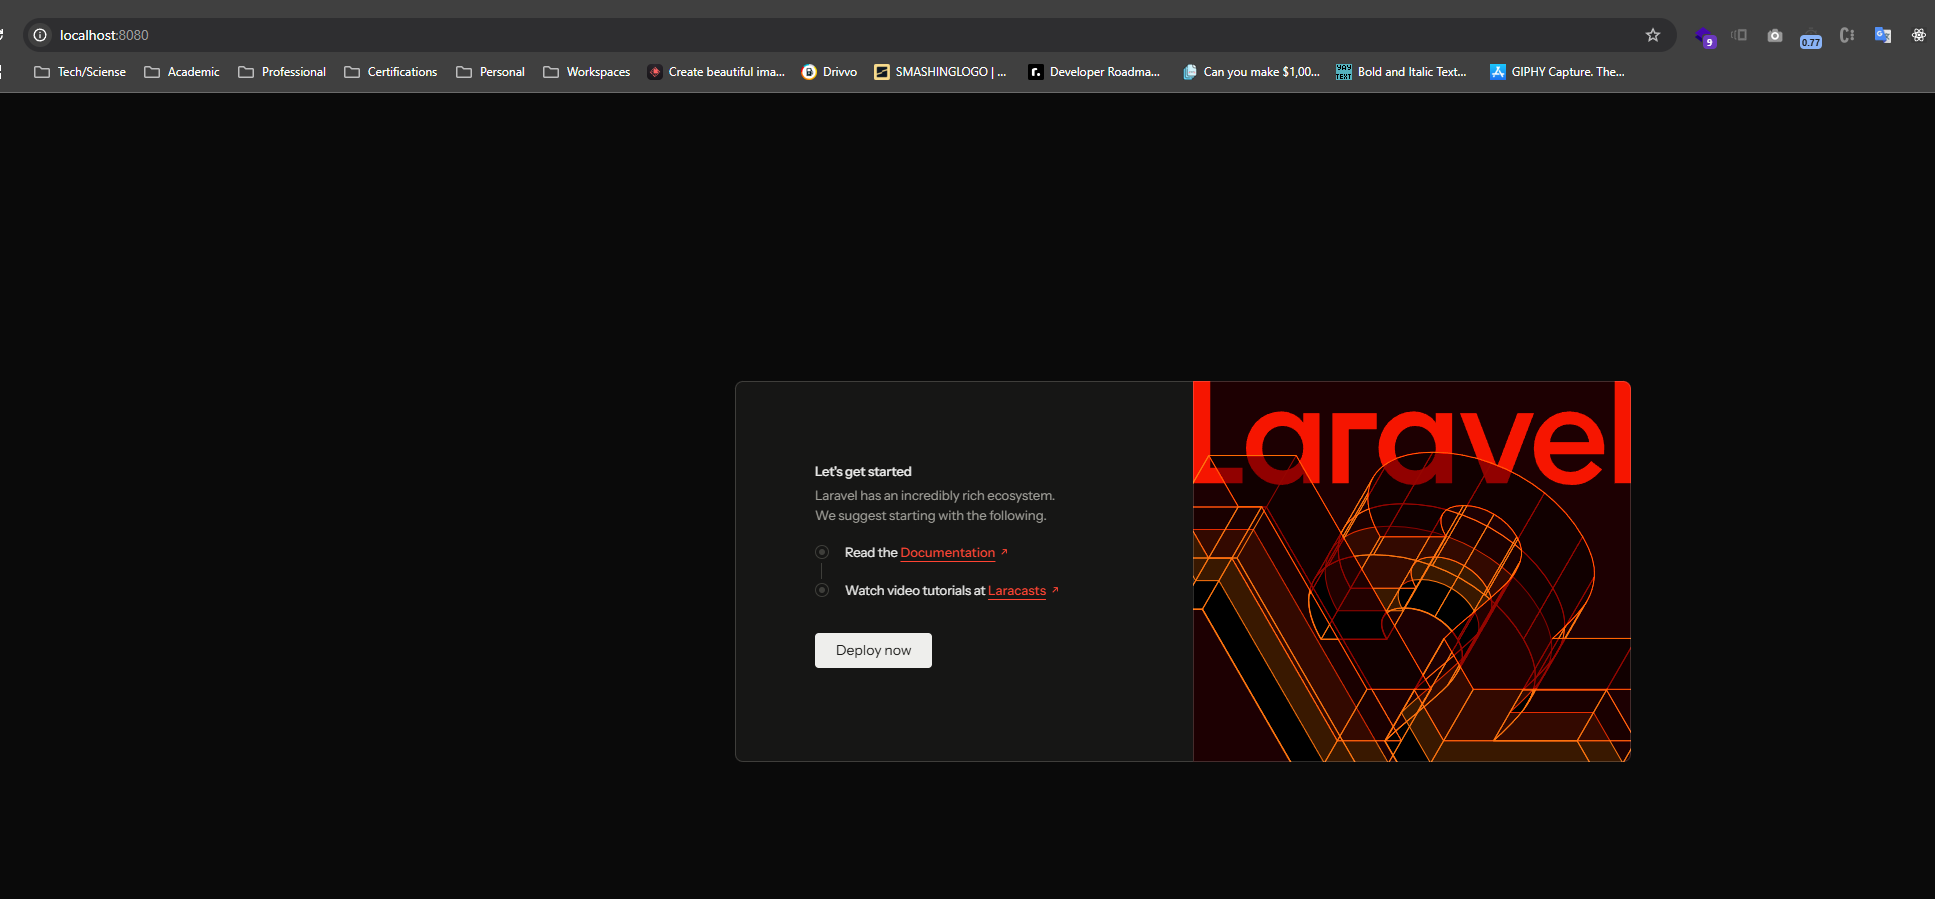 localhost:8080
Tech/Sciense Academic Professional Certifications Personal Workspaces Create beautiful ima... Drivvo SMASHINGLOGO | ... Developer Roadma... Can you make $1,00... Bold and Italic Text... GIPHY Capture. The...
9
0.77
Laravel
Let's get started
Laravel has an incredibly rich ecosystem.
We suggest starting with the following.
Read the Documentation
Watch video tutorials at Laracasts
Deploy now